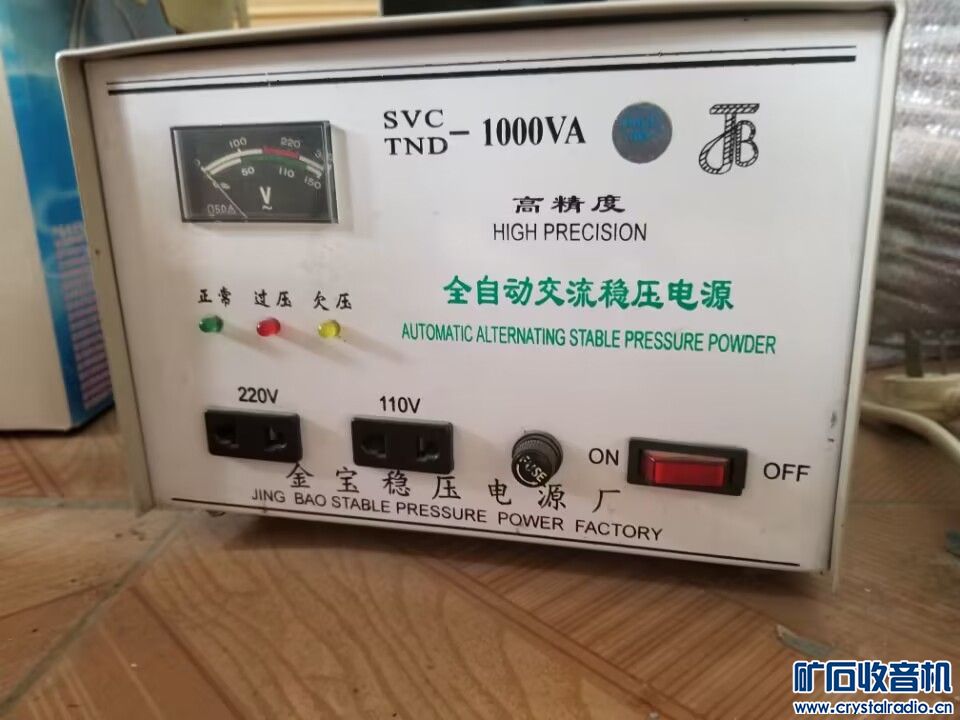 SVC
TND - 1000VA
JB
高精度
HIGH PRECISION
100 220
50 110 150
V
~
全自动交流稳压电源
AUTOMATIC ALTERNATING STABLE PRESSURE POWDER
正常 过压 欠压
220V 110V
FUSE
ON OFF
金宝稳压电源厂
JING BAO STABLE PRESSURE POWER FACTORY
矿石收音机
www.crystalradio.cn